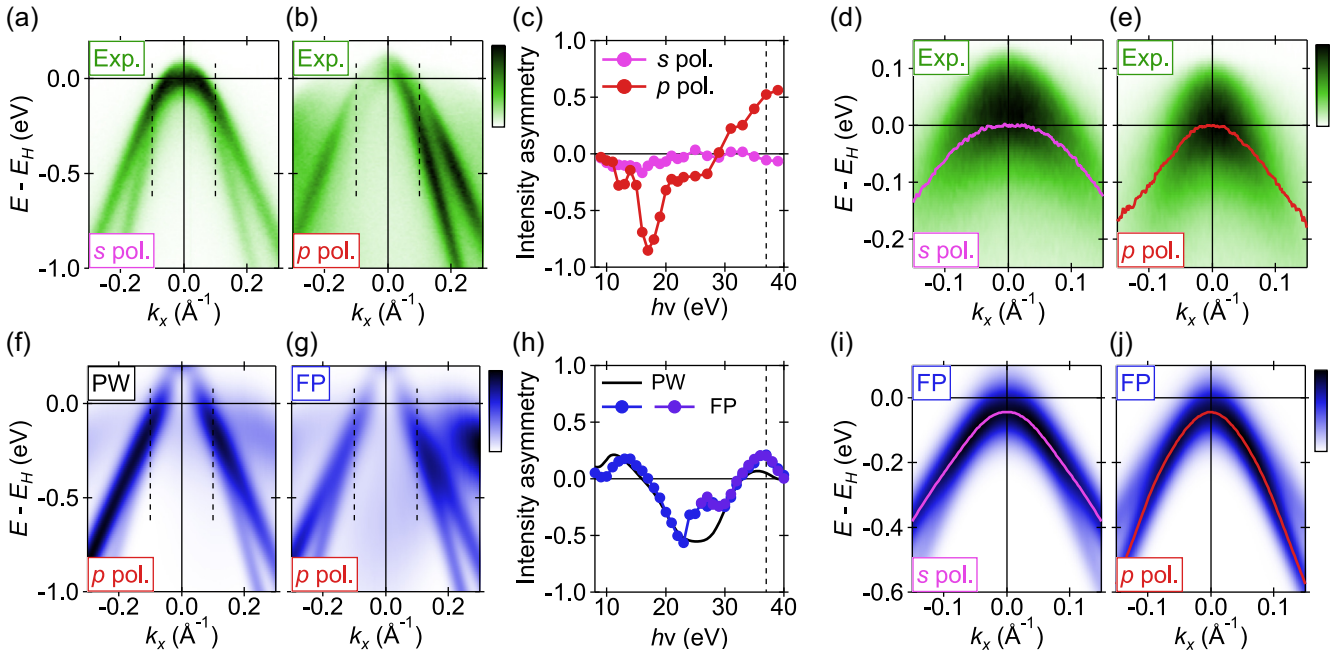 (a)
(b)
(c)
(d)
(e)
Exp.
s pol.
0.0
-0.5
-1.0
E - E_H (eV)
-0.2
0.0
0.2
k_x (Å⁻¹)
Exp.
p pol.
-0.2
0.0
0.2
k_x (Å⁻¹)
Intensity asymmetry
1.0
0.5
0.0
-0.5
-1.0
s pol.
p pol.
10
20
30
40
hν (eV)
Exp.
s pol.
E - E_H (eV)
0.1
0.0
-0.1
-0.2
-0.1
0.0
0.1
k_x (Å⁻¹)
Exp.
p pol.
-0.1
0.0
0.1
k_x (Å⁻¹)
(f)
(g)
(h)
(i)
(j)
PW
p pol.
E - E_H (eV)
0.0
-0.5
-1.0
-0.2
0.0
0.2
k_x (Å⁻¹)
FP
p pol.
-0.2
0.0
0.2
k_x (Å⁻¹)
Intensity asymmetry
1.0
0.5
0.0
-0.5
-1.0
PW
FP
10
20
30
40
hν (eV)
FP
s pol.
E - E_H (eV)
0.0
-0.2
-0.4
-0.6
-0.1
0.0
0.1
k_x (Å⁻¹)
FP
p pol.
-0.1
0.0
0.1
k_x (Å⁻¹)